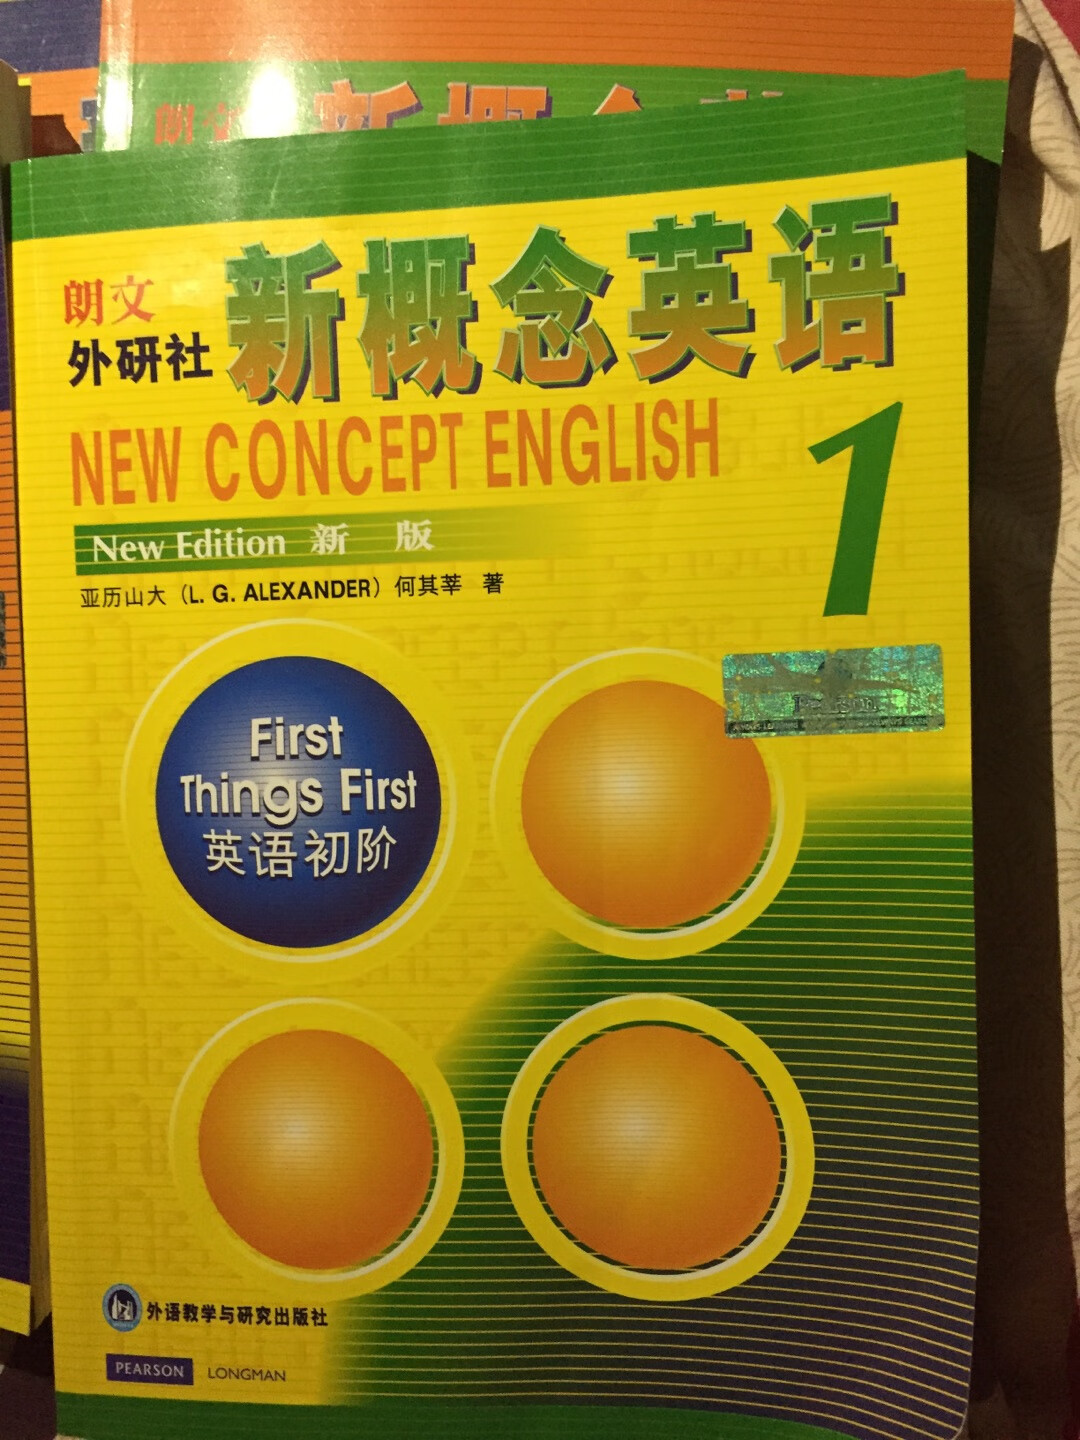 朗文
新概念英语
外研社
NEW CONCEPT ENGLISH
1
New Edition 新 版
亚历山大（L. G. ALEXANDER）何其莘 著
First
Things First
英语初阶
外语教学与研究出版社
PEARSON LONGMAN